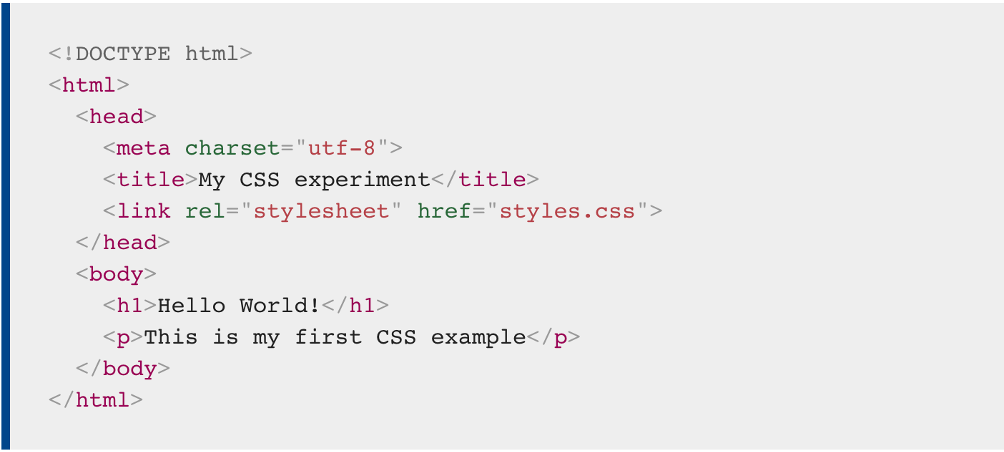 <!DOCTYPE html>
<html>
  <head>
    <meta charset="utf-8">
    <title>My CSS experiment</title>
    <link rel="stylesheet" href="styles.css">
  </head>
  <body>
    <h1>Hello World!</h1>
    <p>This is my first CSS example</p>
  </body>
</html>